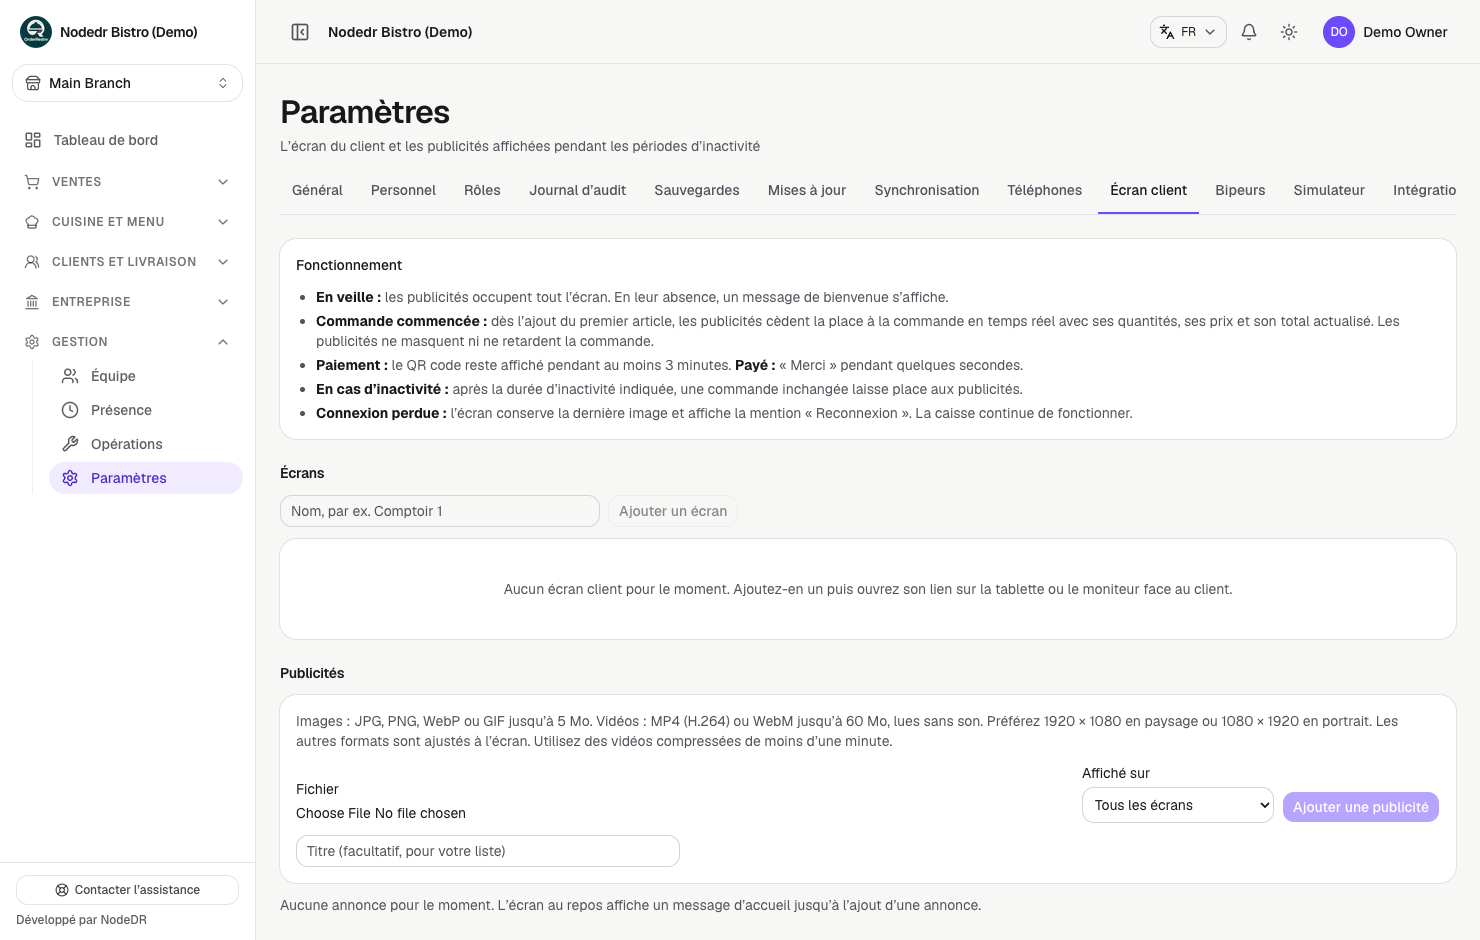 Nodedr Bistro (Demo)
Main Branch
Tableau de bord
VENTES
CUISINE ET MENU
CLIENTS ET LIVRAISON
ENTREPRISE
GESTION
Équipe
Présence
Opérations
Paramètres
Contacter l’assistance
Développé par NodeDR
Nodedr Bistro (Demo)
FR
DO
Demo Owner
Paramètres
L’écran du client et les publicités affichées pendant les périodes d’inactivité
Général Personnel Rôles Journal d’audit Sauvegardes Mises à jour Synchronisation Téléphones Écran client Bipeurs Simulateur Intégratio
Fonctionnement
En veille : les publicités occupent tout l’écran. En leur absence, un message de bienvenue s’affiche.
Commande commencée : dès l’ajout du premier article, les publicités cèdent la place à la commande en temps réel avec ses quantités, ses prix et son total actualisé. Les
publicités ne masquent ni ne retardent la commande.
Paiement : le QR code reste affiché pendant au moins 3 minutes. Payé : « Merci » pendant quelques secondes.
En cas d’inactivité : après la durée d’inactivité indiquée, une commande inchangée laisse place aux publicités.
Connexion perdue : l’écran conserve la dernière image et affiche la mention « Reconnexion ». La caisse continue de fonctionner.
Écrans
Nom, par ex. Comptoir 1
Ajouter un écran
Aucun écran client pour le moment. Ajoutez-en un puis ouvrez son lien sur la tablette ou le moniteur face au client.
Publicités
Images : JPG, PNG, WebP ou GIF jusqu’à 5 Mo. Vidéos : MP4 (H.264) ou WebM jusqu’à 60 Mo, lues sans son. Préférez 1920 × 1080 en paysage ou 1080 × 1920 en portrait. Les
autres formats sont ajustés à l’écran. Utilisez des vidéos compressées de moins d’une minute.
Fichier
Choose File No file chosen
Affiché sur
Tous les écrans
Ajouter une publicité
Titre (facultatif, pour votre liste)
Aucune annonce pour le moment. L’écran au repos affiche un message d’accueil jusqu’à l’ajout d’une annonce.